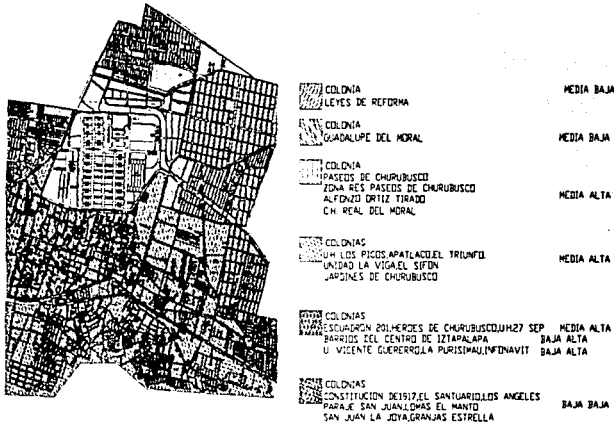 COLONIA MEDIA BAJA
LEYES DE REFORMA
COLONIA
GUADALUPE DEL MORAL MEDIA BAJA
COLONIA
PASEOS DE CHURUBUSCO
ZONA RES PASEOS DE CHURUBUSCO
ALFONZO ORTIZ TIRADO MEDIA ALTA
C.H. REAL DEL MORAL
COLONIAS
U.H LOS PICOS,APATLACO,EL TRIUNFO, MEDIA ALTA
UNIDAD LA VIGA,EL SIFON
JARDINES DE CHURUBUSCO
COLONIAS
ESCUADRON 201,HEROES DE CHURUBUSCO,U.H.27 SEP MEDIA ALTA
BARRIOS DEL CENTRO DE IZTAPALAPA BAJA ALTA
U. VICENTE GUERERRO,LA PURISIMA,INFONAVIT BAJA ALTA
COLONIAS
CONSTITUCION DE1917,EL SANTUARIO,LOS ANGELES
PARAJE SAN JUAN,LOMAS EL MANTO BAJA BAJA
SAN JUAN LA JOYA,GRANJAS ESTRELLA